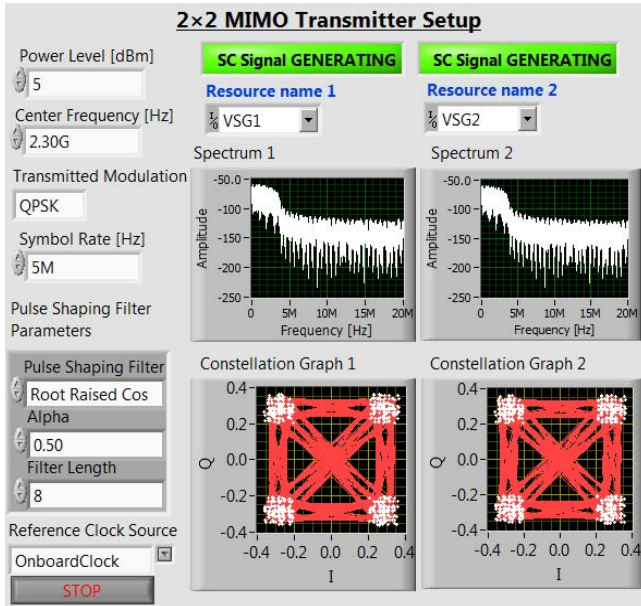 2×2 MIMO Transmitter Setup
Power Level [dBm]
5
Center Frequency [Hz]
2.30G
Transmitted Modulation
QPSK
Symbol Rate [Hz]
5M
Pulse Shaping Filter
Parameters
Pulse Shaping Filter
Root Raised Cos
Alpha
0.50
Filter Length
8
Reference Clock Source
OnboardClock
STOP
SC Signal GENERATING
Resource name 1
I/0 VSG1
Spectrum 1
Amplitude
-50.0
-100
-150
-200
-250
0 5M 10M 15M 20M
Frequency [Hz]
Constellation Graph 1
Q
0.4
0.2
0.0
-0.2
-0.4
-0.4 -0.2 0.0 0.2 0.4
I
SC Signal GENERATING
Resource name 2
I/0 VSG2
Spectrum 2
Amplitude
-50.0
-100
-150
-200
-250
0 5M 10M 15M 20M
Frequency [Hz]
Constellation Graph 2
Q
0.4
0.2
0.0
-0.2
-0.4
-0.4 -0.2 0.0 0.2 0.4
I